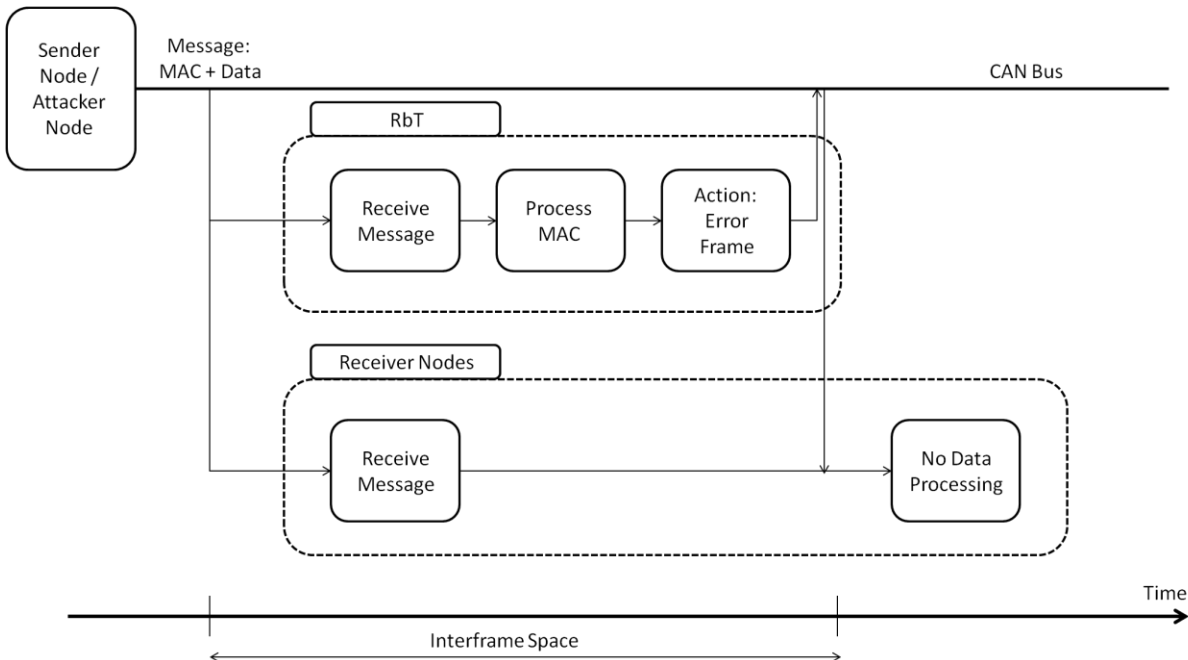 Sender
Node /
Attacker
Node
Message:
MAC + Data
CAN Bus
RbT
Receive
Message
Process
MAC
Action:
Error
Frame
Receiver Nodes
Receive
Message
No Data
Processing
Time
Interframe Space